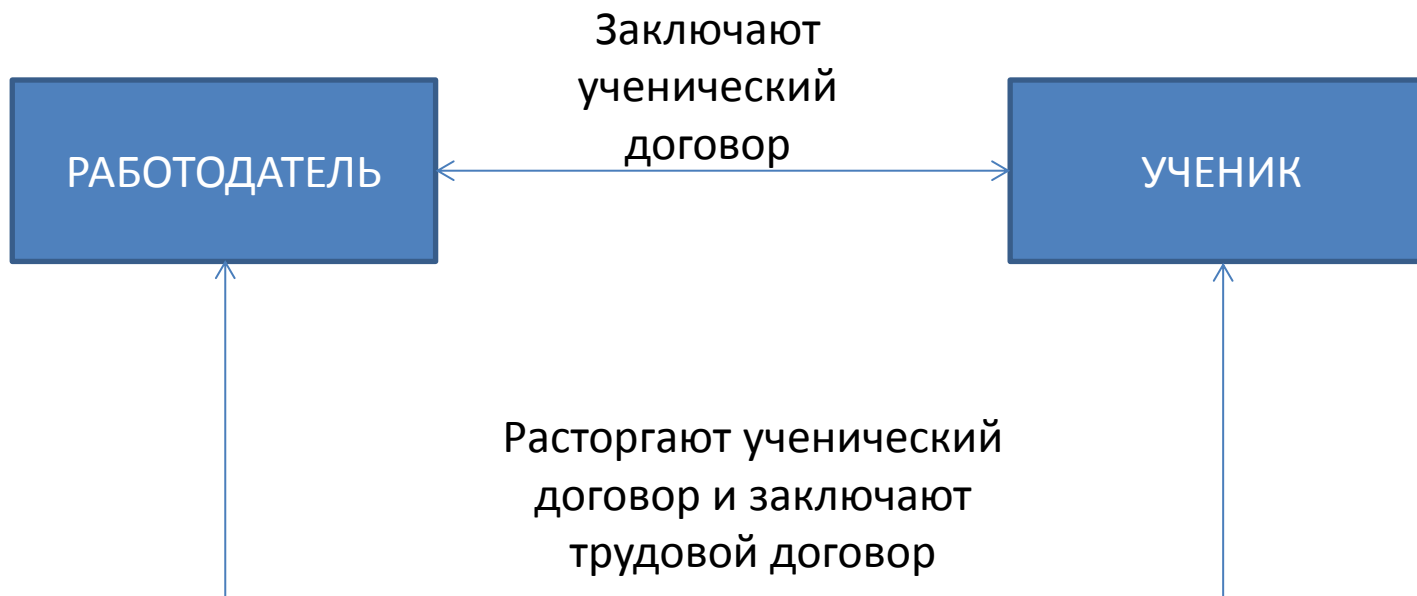 Заключают
ученический
договор
РАБОТОДАТЕЛЬ
УЧЕНИК
Расторгают ученический
договор и заключают
трудовой договор